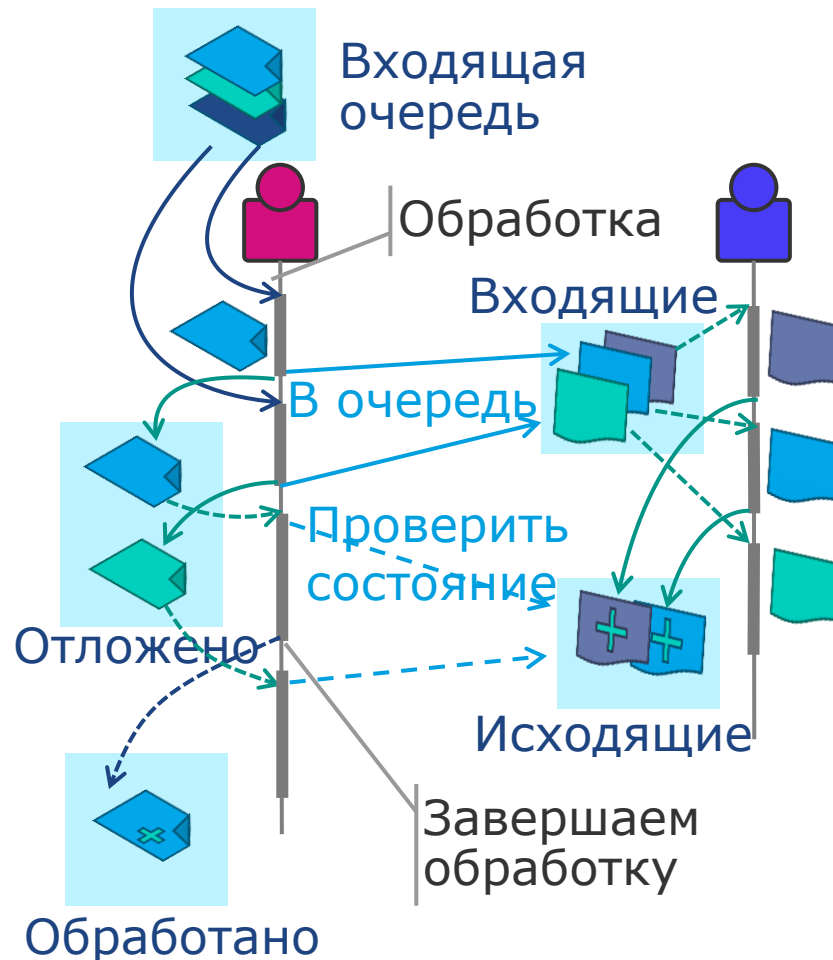 Входящая
очередь
Обработка
Входящие
В очередь
Проверить
состояние
Отложено
Исходящие
Завершаем
обработку
Обработано